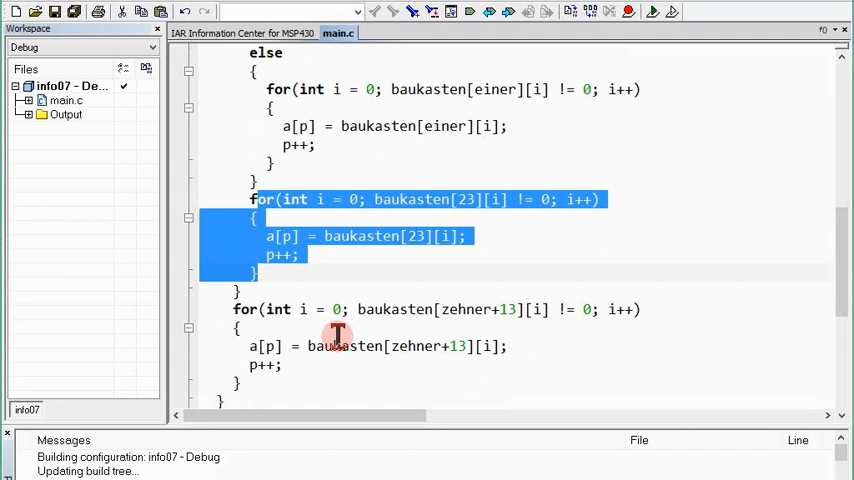 Workspace
IAR Information Center for MSP430
main.c
f0
Debug
Files
info07 - De...
main.c
Output
else
{
for(int i = 0; baukasten[einer][i] != 0; i++)
{
a[p] = baukasten[einer][i];
p++;
}
}
for(int i = 0; baukasten[23][i] != 0; i++)
{
a[p] = baukasten[23][i];
p++;
}
}
for(int i = 0; baukasten[zehner+13][i] != 0; i++)
{
a[p] = baukasten[zehner+13][i];
p++;
}
}
info07
Messages File Line
Building configuration: info07 - Debug
Updating build tree...